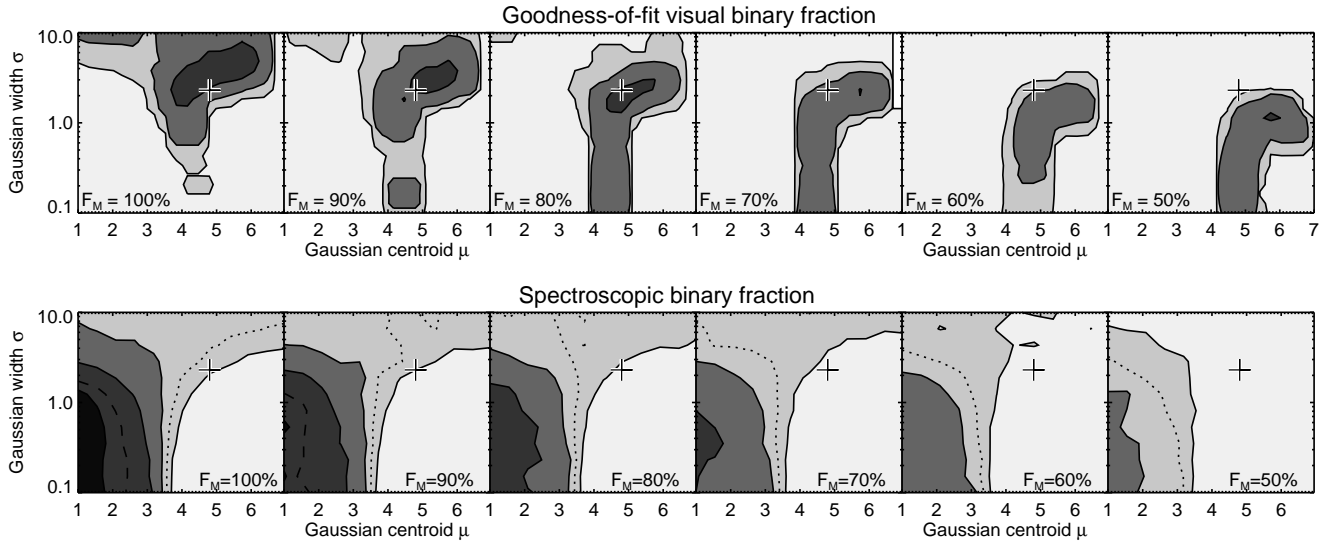 Goodness-of-fit visual binary fraction
Gaussian width σ
10.0
1.0
0.1
F_M = 100%
F_M = 90%
F_M = 80%
F_M = 70%
F_M = 60%
F_M = 50%
1 2 3 4 5 6 1 2 3 4 5 6 1 2 3 4 5 6 1 2 3 4 5 6 1 2 3 4 5 6 1 2 3 4 5 6 7
Gaussian centroid μ Gaussian centroid μ Gaussian centroid μ
Spectroscopic binary fraction
Gaussian width σ
10.0
1.0
0.1
F_M=100%
F_M=90%
F_M=80%
F_M=70%
F_M=60%
F_M=50%
1 2 3 4 5 6 1 2 3 4 5 6 1 2 3 4 5 6 1 2 3 4 5 6 1 2 3 4 5 6 1 2 3 4 5 6 7
Gaussian centroid μ Gaussian centroid μ Gaussian centroid μ